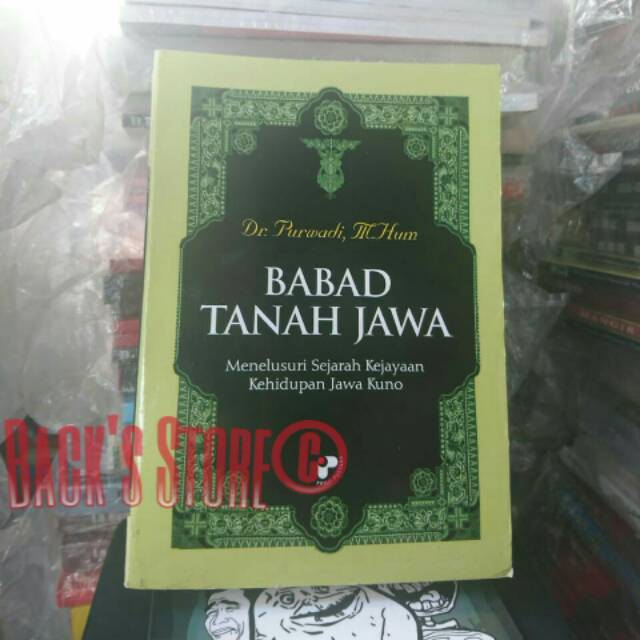 Dr. Purwadi, M.Hum
BABAD
TANAH JAWA
Menelusuri Sejarah Kejayaan
Kehidupan Jawa Kuno
BACK'S STORE ©